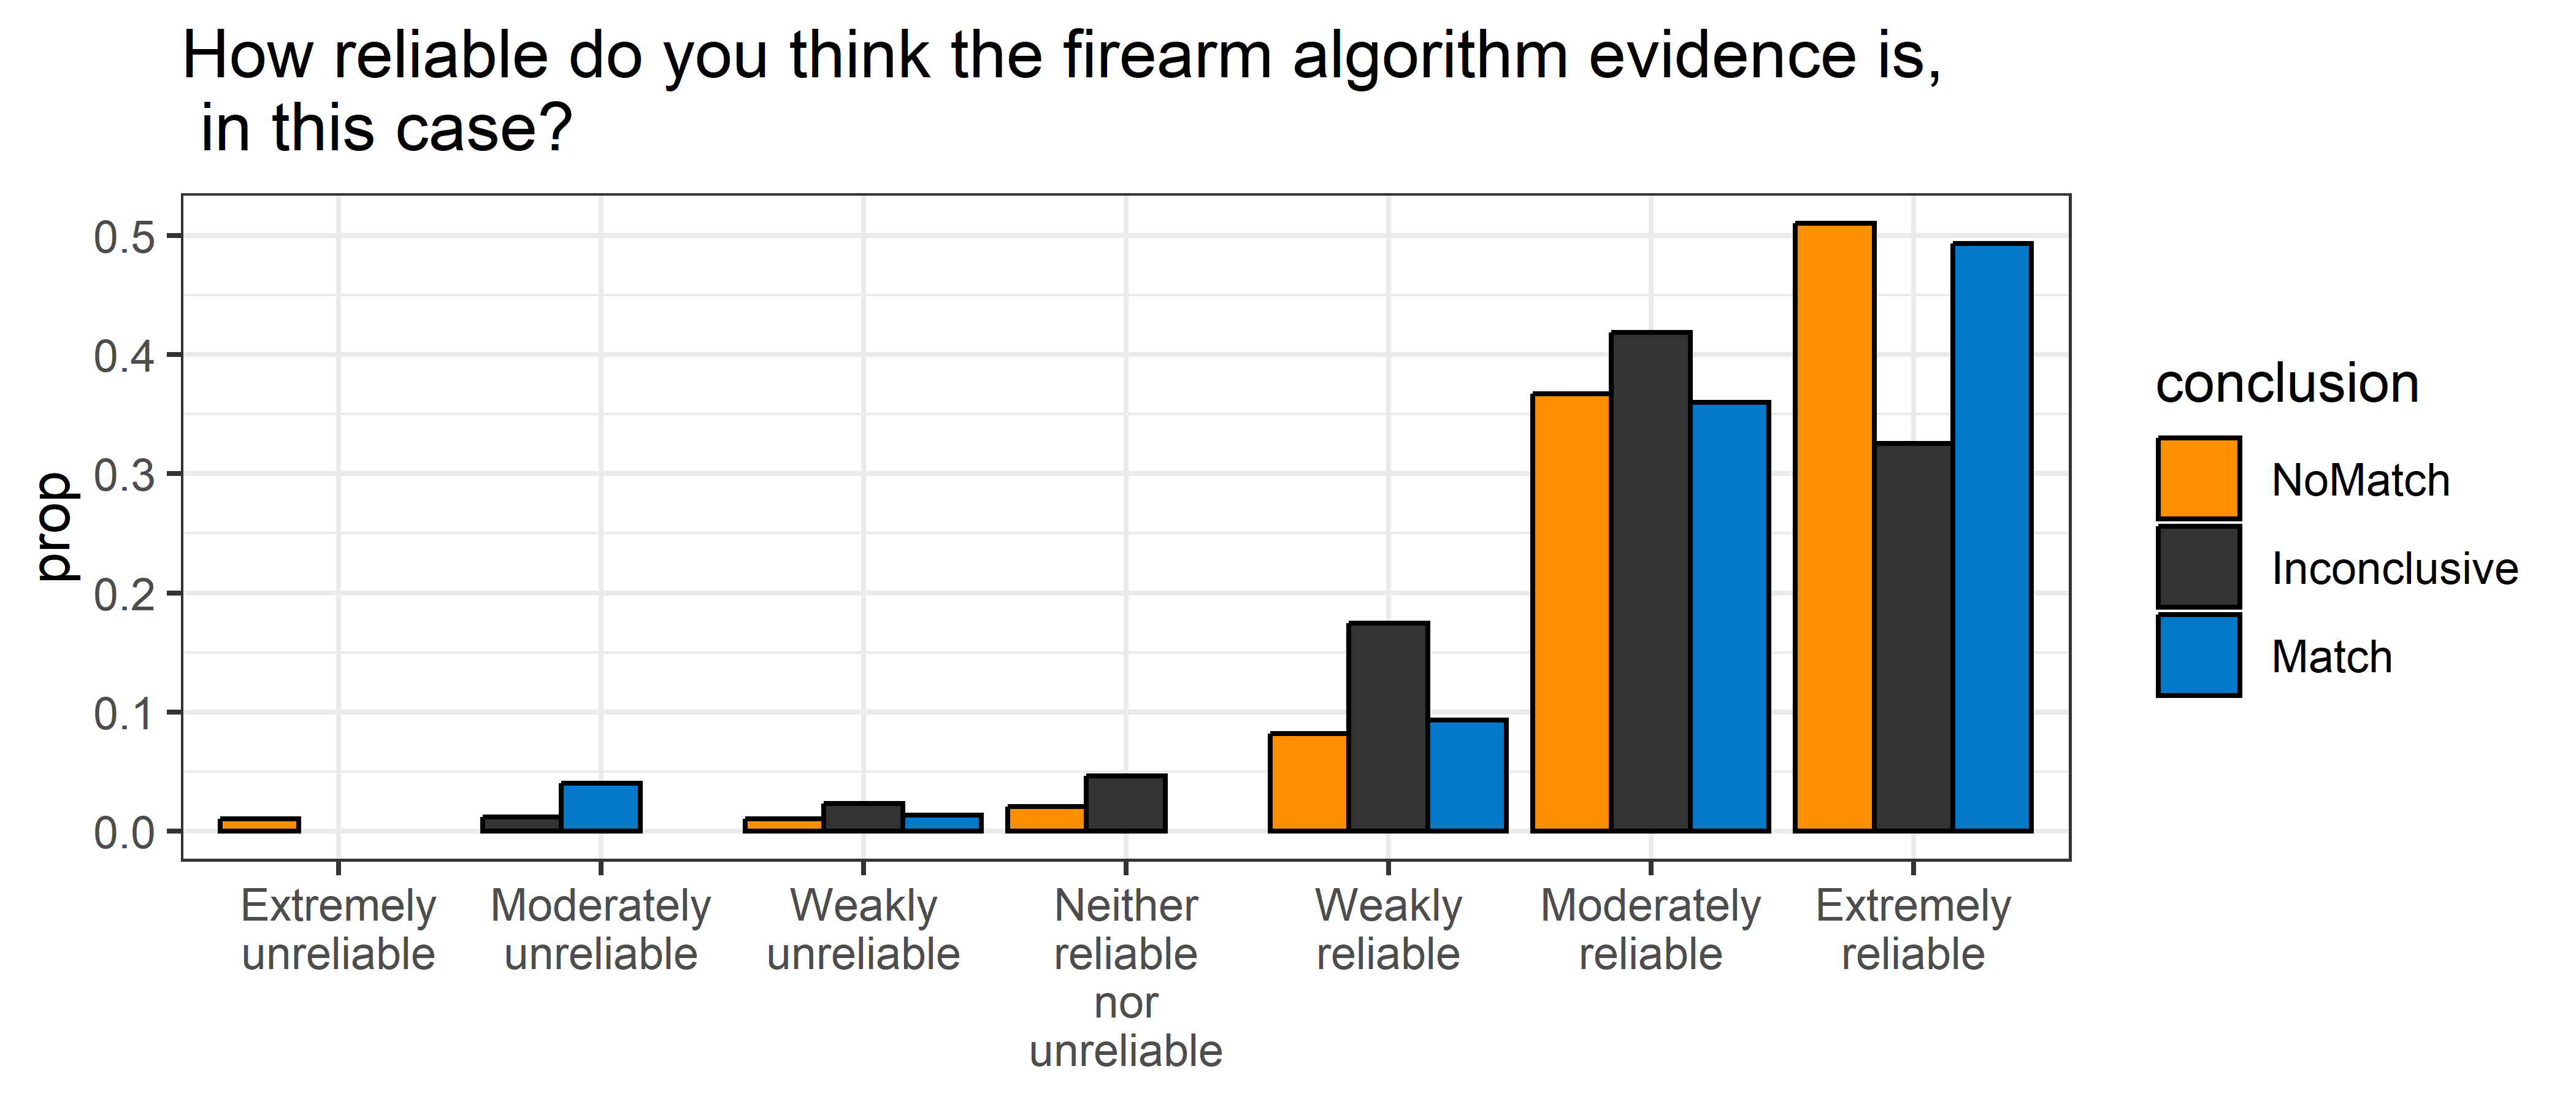 How reliable do you think the firearm algorithm evidence is,
in this case?
prop
0.5
0.4
0.3
0.2
0.1
0.0
Extremely
unreliable
Moderately
unreliable
Weakly
unreliable
Neither
reliable
nor
unreliable
Weakly
reliable
Moderately
reliable
Extremely
reliable
conclusion
NoMatch
Inconclusive
Match